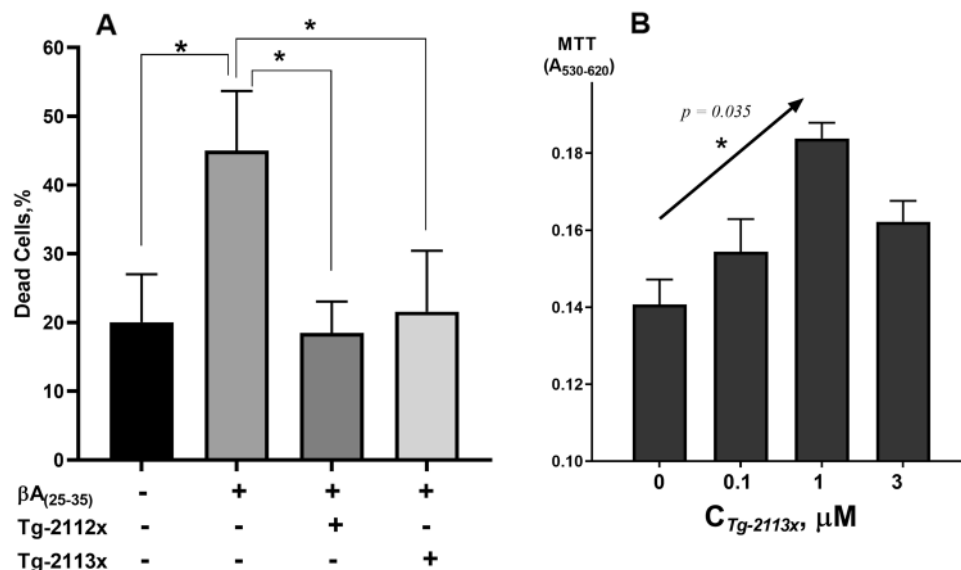 A
*
*
*
Dead Cells,%
60
50
40
30
20
10
0
βA(25-35) - + + +
Tg-2112x - - + -
Tg-2113x - - - +
B
MTT
(A530-620)
p = 0.035
*
0.18
0.16
0.14
0.12
0.10
0 0.1 1 3
CTg-2113x, μM